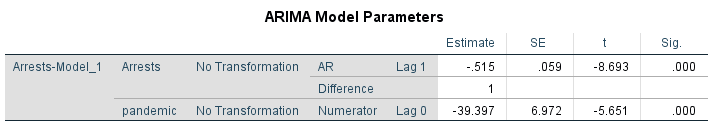 ARIMA Model Parameters
Estimate SE t Sig.
Arrests-Model_1 Arrests No Transformation AR Lag 1 -.515 .059 -8.693 .000
Difference 1
pandemic No Transformation Numerator Lag 0 -39.397 6.972 -5.651 .000